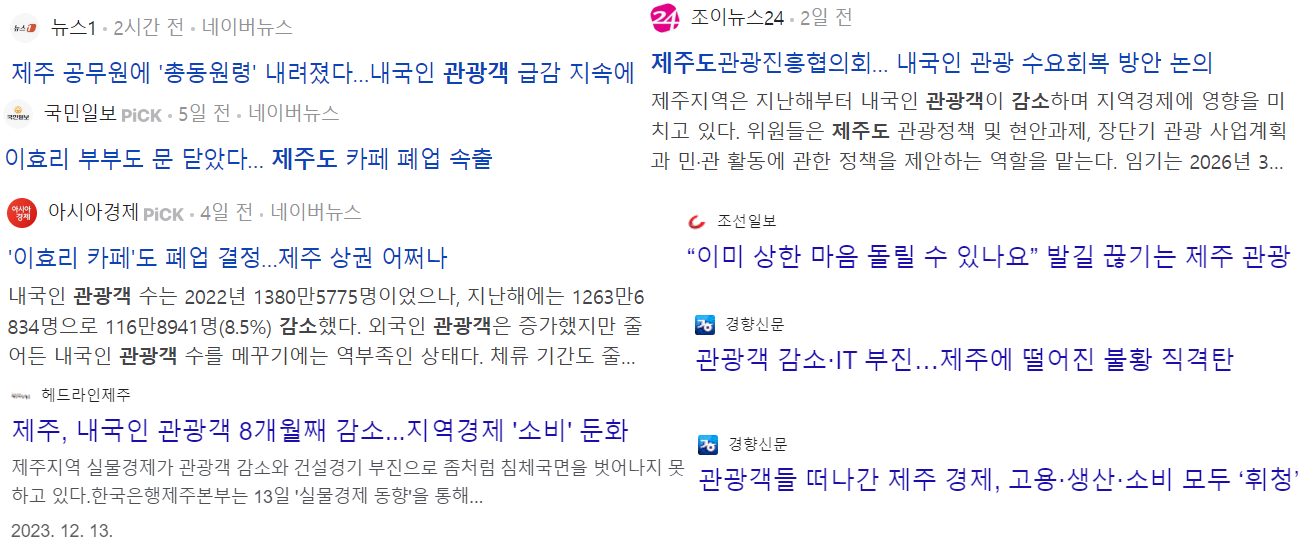 뉴스1 · 2시간 전 · 네이버뉴스
제주 공무원에 '총동원령' 내려졌다...내국인 관광객 급감 지속에
국민일보 PiCK · 5일 전 · 네이버뉴스
이효리 부부도 문 닫았다... 제주도 카페 폐업 속출
아시아경제 PiCK · 4일 전 · 네이버뉴스
'이효리 카페'도 폐업 결정...제주 상권 어쩌나
내국인 관광객 수는 2022년 1380만5775명이었으나, 지난해에는 1263만6
834명으로 116만8941명(8.5%) 감소했다. 외국인 관광객은 증가했지만 줄
어든 내국인 관광객 수를 메꾸기에는 역부족인 상태다. 체류 기간도 줄...
헤드라인제주
제주, 내국인 관광객 8개월째 감소...지역경제 '소비' 둔화
제주지역 실물경제가 관광객 감소와 건설경기 부진으로 좀처럼 침체국면을 벗어나지 못
하고 있다.한국은행제주본부는 13일 '실물경제 동향'을 통해...
2023. 12. 13.
24 조이뉴스24 · 2일 전
제주도관광진흥협의회... 내국인 관광 수요회복 방안 논의
제주지역은 지난해부터 내국인 관광객이 감소하며 지역경제에 영향을 미
치고 있다. 위원들은 제주도 관광정책 및 현안과제, 장단기 관광 사업계획
과 민·관 활동에 관한 정책을 제안하는 역할을 맡는다. 임기는 2026년 3...
조선일보
“이미 상한 마음 돌릴 수 있나요” 발길 끊기는 제주 관광
경향신문
관광객 감소·IT 부진…제주에 떨어진 불황 직격탄
경향신문
관광객들 떠나간 제주 경제, 고용·생산·소비 모두 ‘휘청’